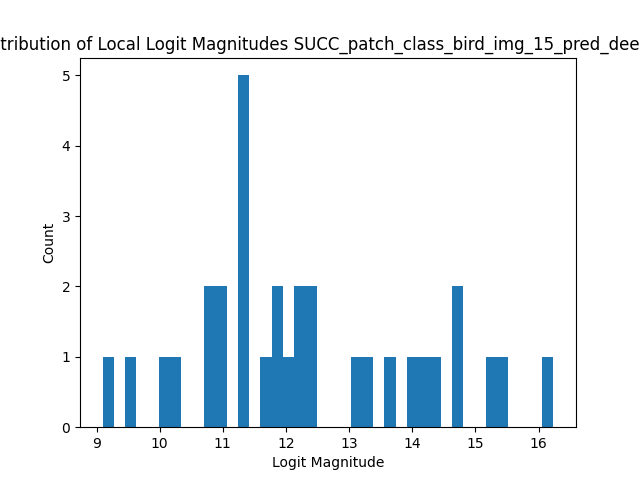 tribution of Local Logit Magnitudes SUCC_patch_class_bird_img_15_pred_dee
5
4
3
2
1
0
Count
9 10 11 12 13 14 15 16
Logit Magnitude